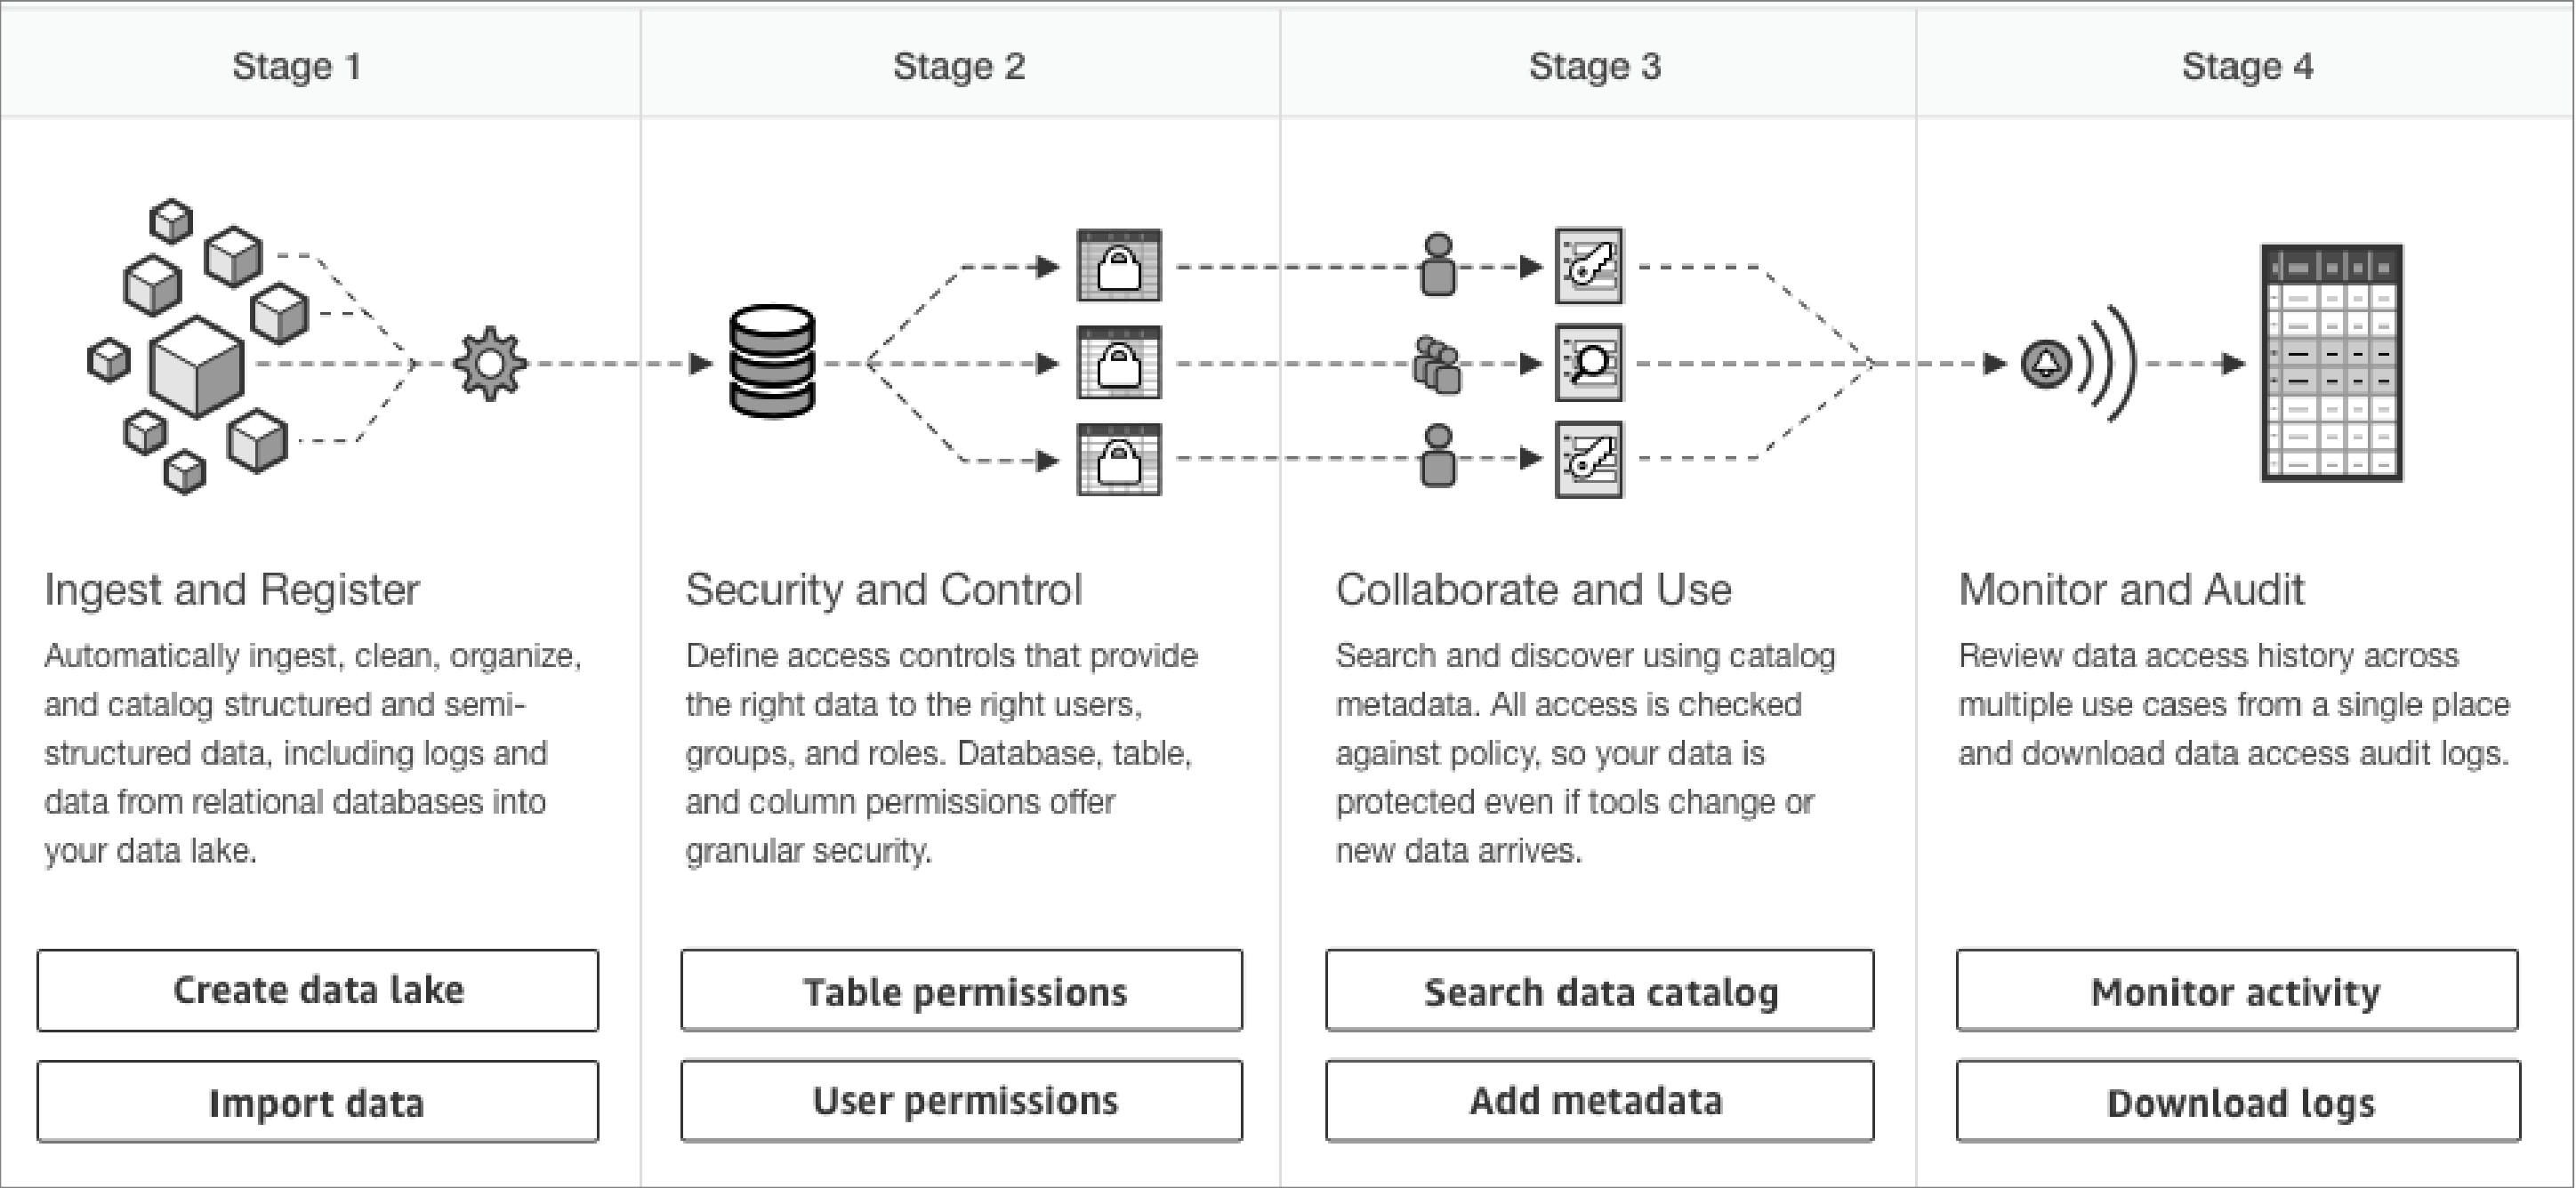 Stage 1
Stage 2
Stage 3
Stage 4
Ingest and Register
Automatically ingest, clean, organize,
and catalog structured and semi-
structured data, including logs and
data from relational databases into
your data lake.
Create data lake
Import data
Security and Control
Define access controls that provide
the right data to the right users,
groups, and roles. Database, table,
and column permissions offer
granular security.
Table permissions
User permissions
Collaborate and Use
Search and discover using catalog
metadata. All access is checked
against policy, so your data is
protected even if tools change or
new data arrives.
Search data catalog
Add metadata
Monitor and Audit
Review data access history across
multiple use cases from a single place
and download data access audit logs.
Monitor activity
Download logs